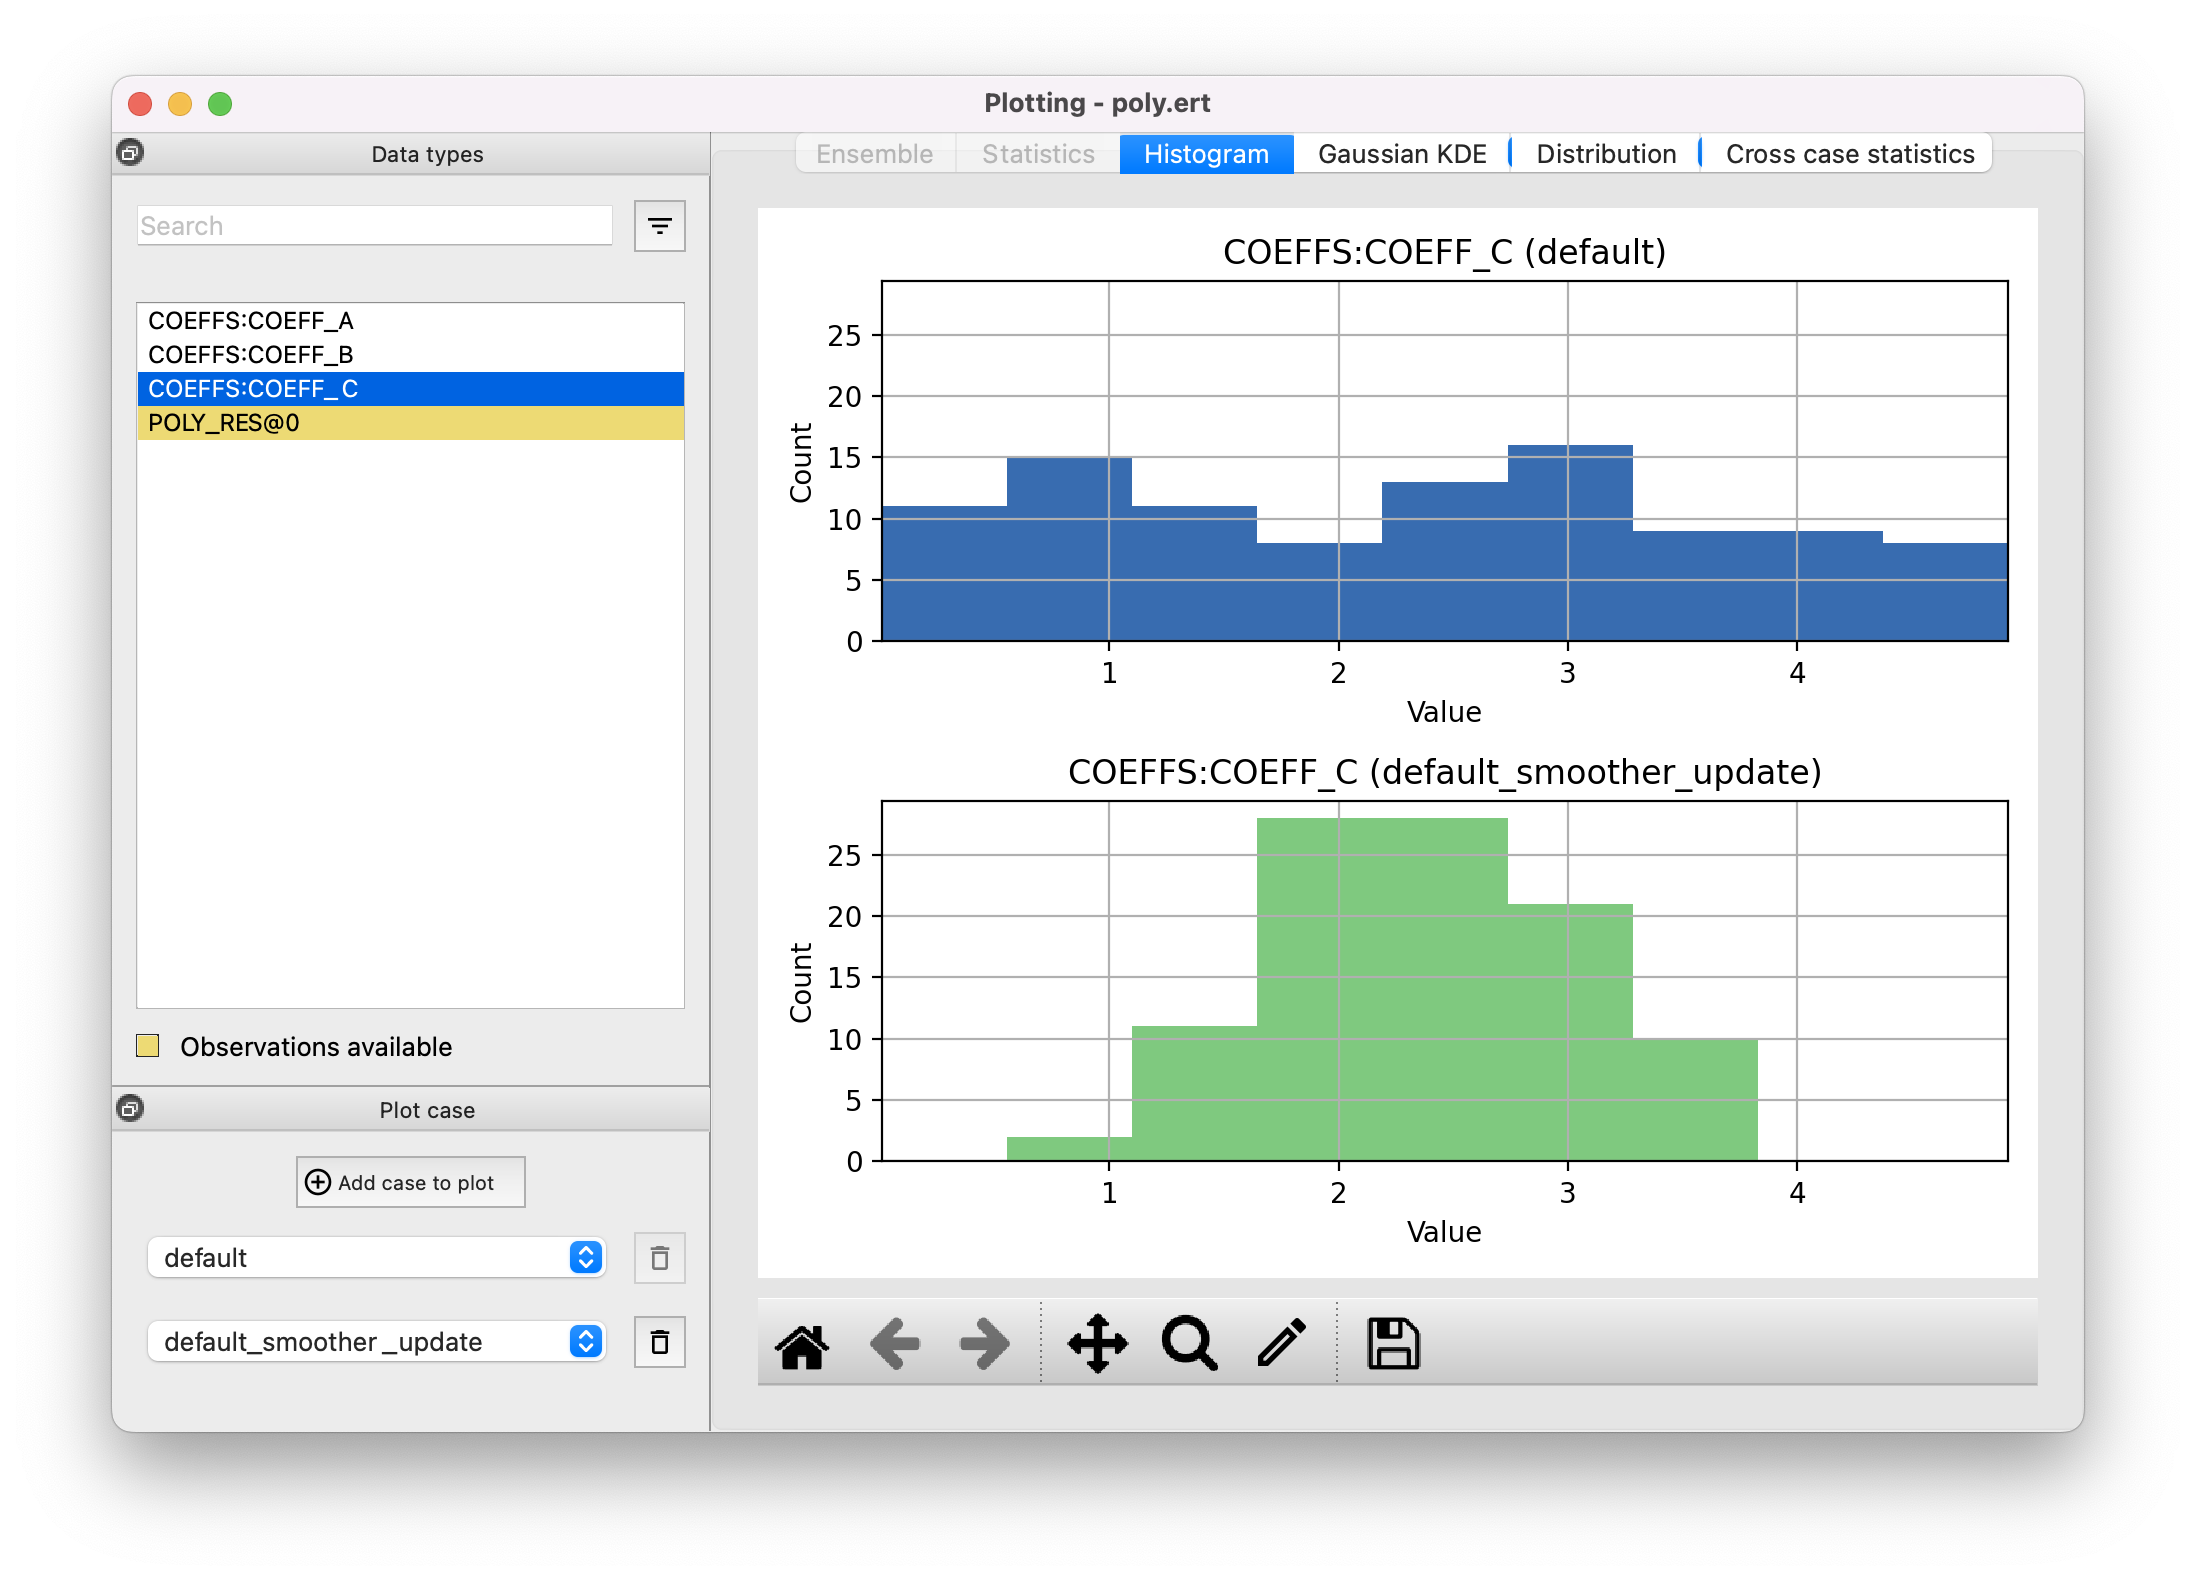 Plotting - poly.ert
Data types
Search
COEFFS:COEFF_A
COEFFS:COEFF_B
COEFFS:COEFF_C
POLY_RES@0
Observations available
Plot case
Add case to plot
default
default_smoother_update
Ensemble Statistics Histogram Gaussian KDE Distribution Cross case statistics
COEFFS:COEFF_C (default)
25
20
15
10
5
0
Count
1 2 3 4
Value
COEFFS:COEFF_C (default_smoother_update)
25
20
15
10
5
0
Count
1 2 3 4
Value